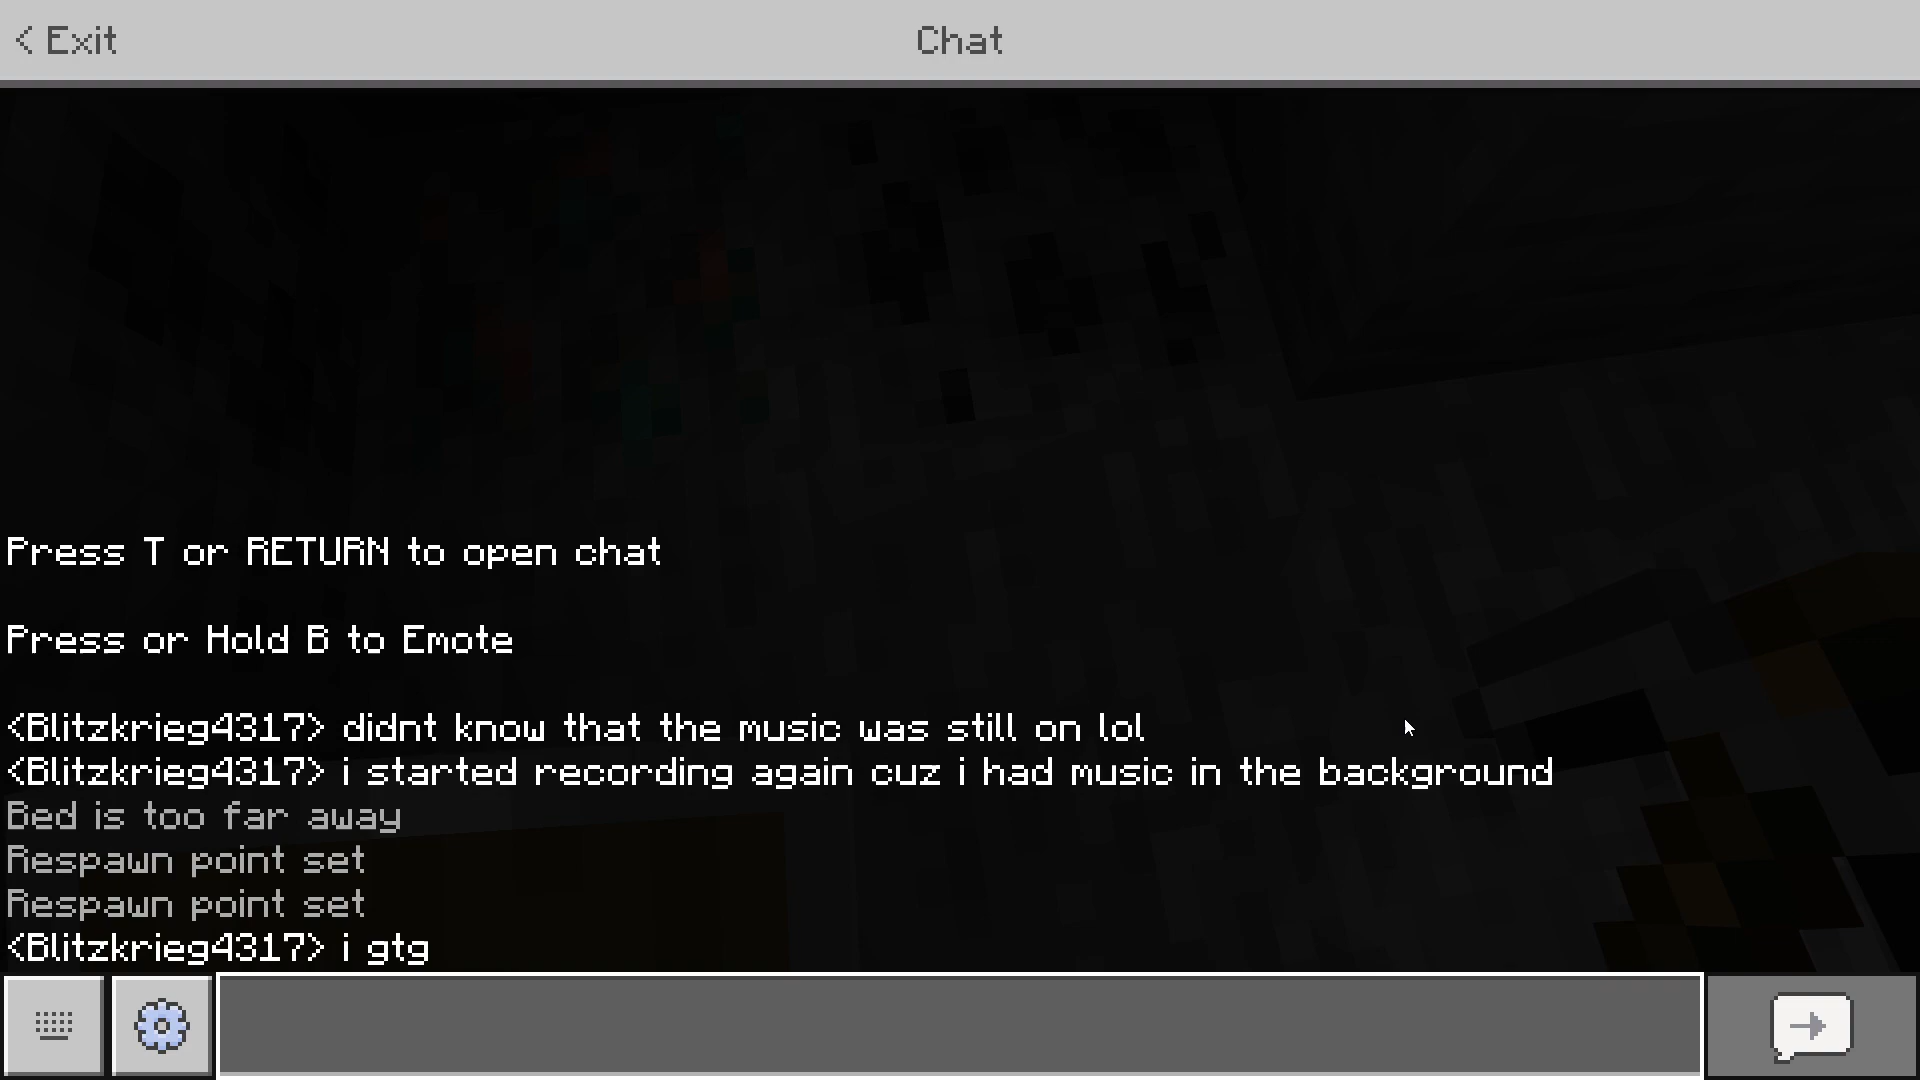 < Exit
Chat
Press T or RETURN to open chat
Press or Hold B to Emote
<Blitzkrieg4317> didnt know that the music was still on lol
<Blitzkrieg4317> i started recording again cuz i had music in the background
Bed is too far away
Respawn point set
Respawn point set
<Blitzkrieg4317> i gtg